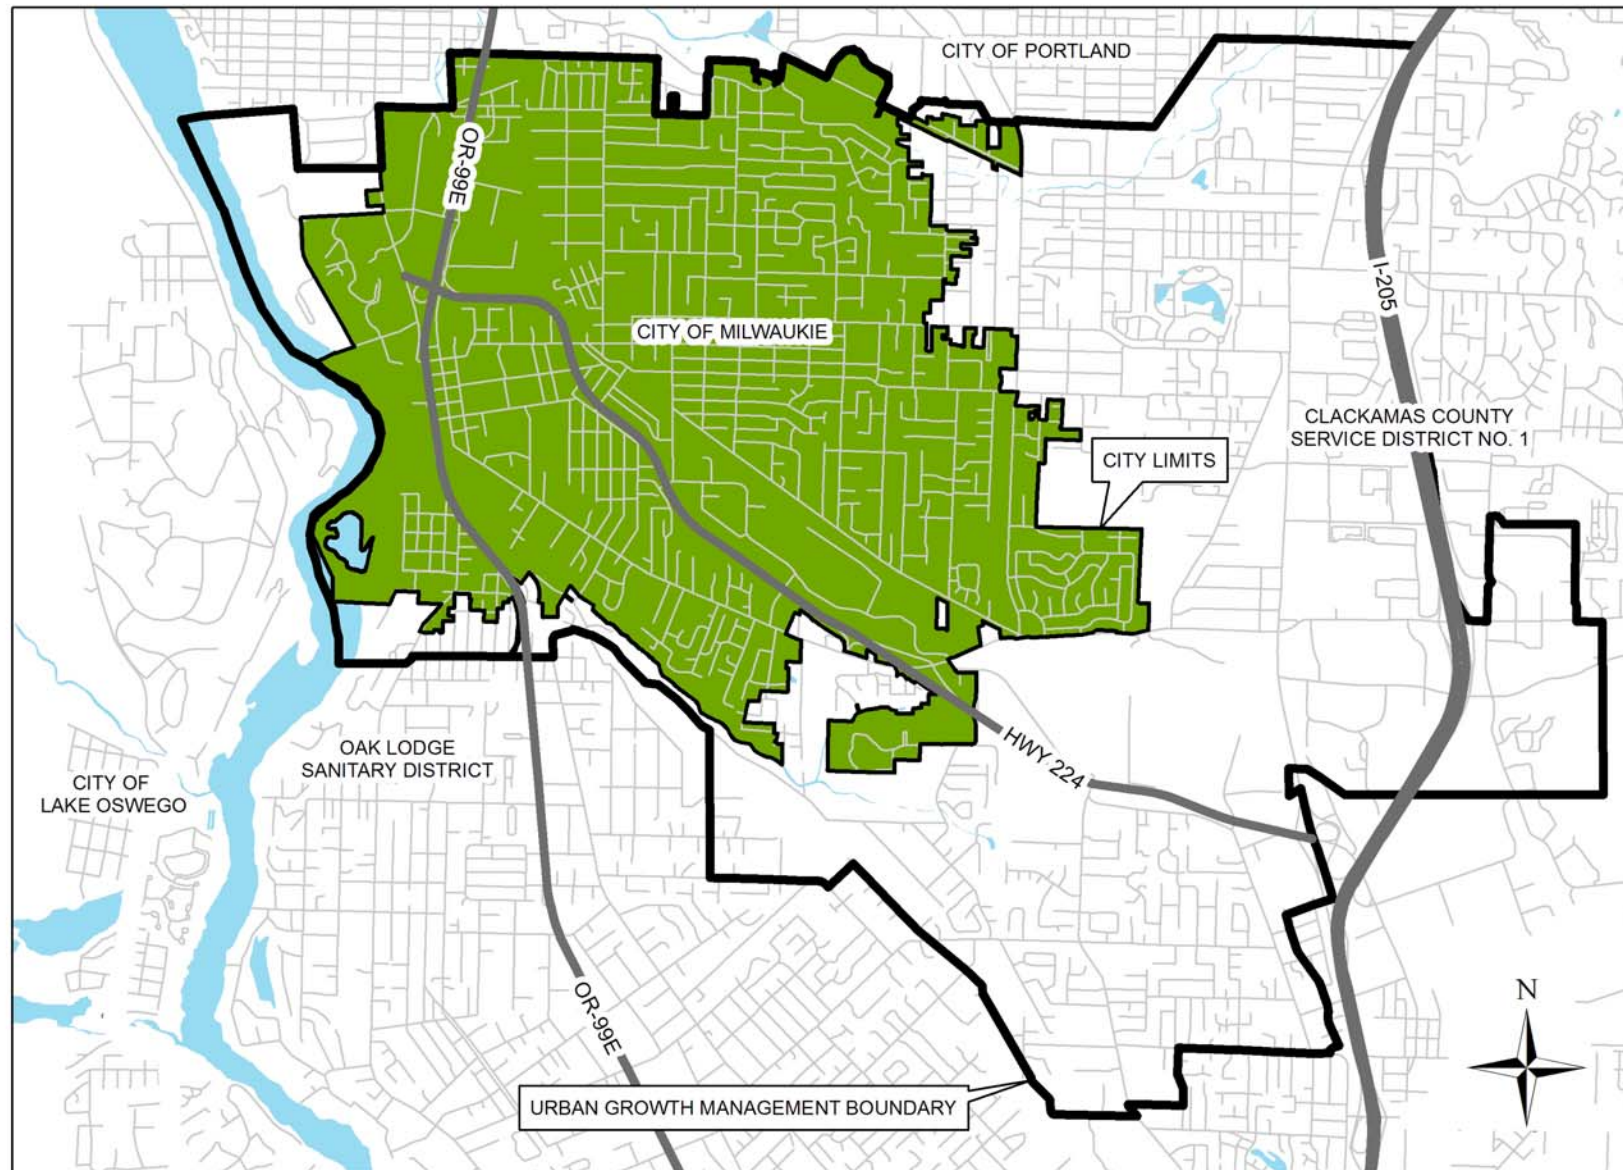 CITY OF PORTLAND
OR-99E
I-205
CITY OF MILWAUKIE
CLACKAMAS COUNTY
SERVICE DISTRICT NO. 1
CITY LIMITS
HWY 224
OAK LODGE
SANITARY DISTRICT
CITY OF
LAKE OSWEGO
OR-99E
N
URBAN GROWTH MANAGEMENT BOUNDARY